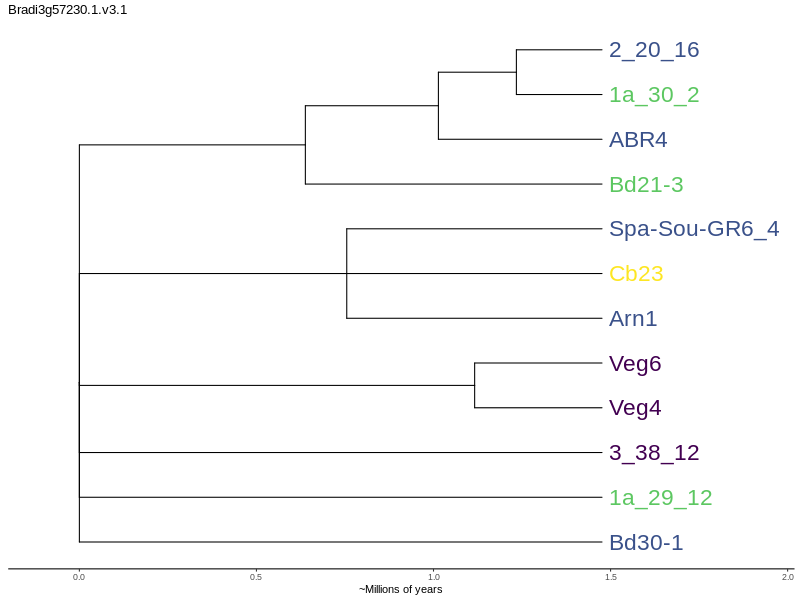 Bradi3g57230.1.v3.1
2_20_16
1a_30_2
ABR4
Bd21-3
Spa-Sou-GR6_4
Cb23
Arn1
Veg6
Veg4
3_38_12
1a_29_12
Bd30-1
0.0 0.5 1.0 1.5 2.0
~Millions of years